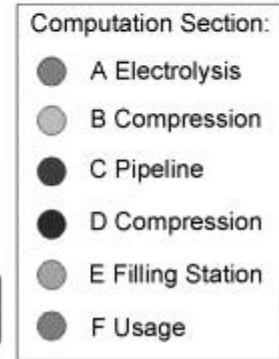 Computation Section:
A Electrolysis
B Compression
C Pipeline
D Compression
E Filling Station
F Usage